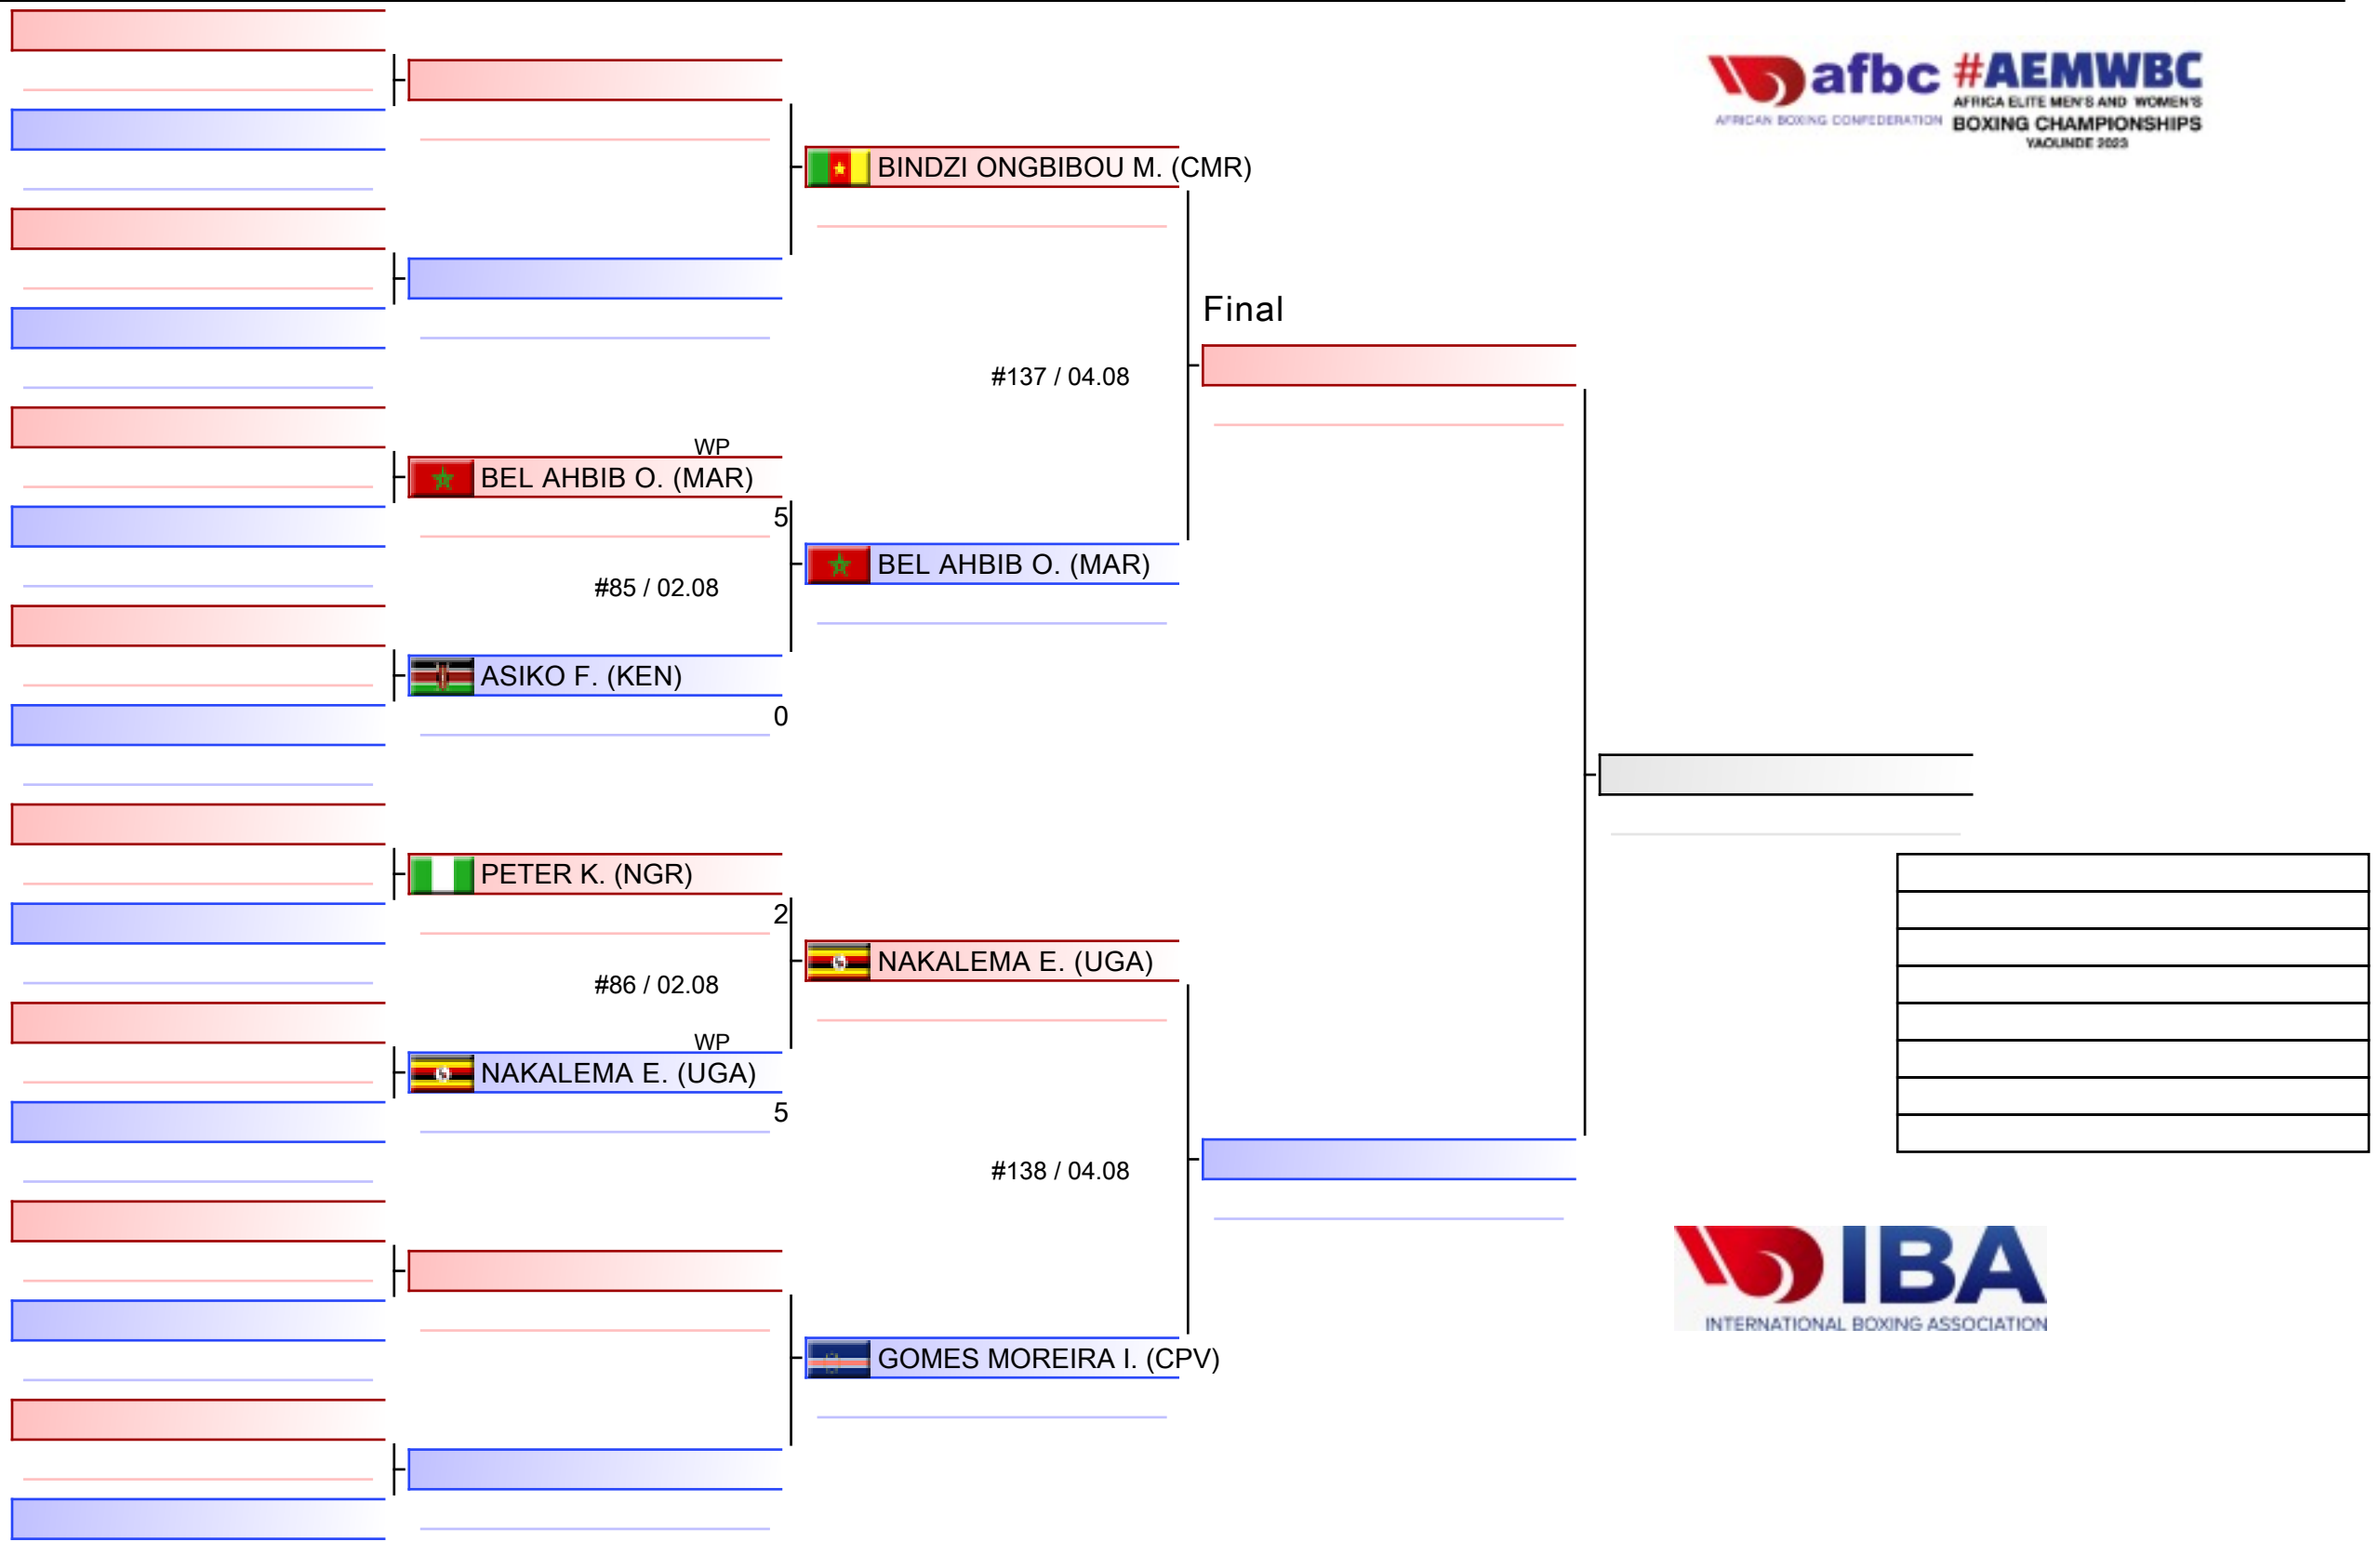 afbc #AEMWBC
AFRICA ELITE MEN'S AND WOMEN'S
AFRICAN BOXING CONFEDERATION
BOXING CHAMPIONSHIPS
YAOUNDE 2023
BINDZI ONGBIBOU M. (CMR)
Final
#137 / 04.08
WP
BEL AHBIB O. (MAR)
5
BEL AHBIB O. (MAR)
#85 / 02.08
ASIKO F. (KEN)
0
PETER K. (NGR)
2
NAKALEMA E. (UGA)
#86 / 02.08
WP
NAKALEMA E. (UGA)
5
#138 / 04.08
IBA
INTERNATIONAL BOXING ASSOCIATION
GOMES MOREIRA I. (CPV)